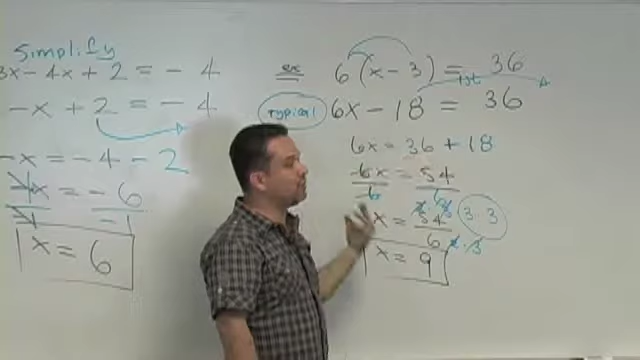 Simplify
3x - 4x + 2 = - 4
-x + 2 = - 4
-x = -4 - 2
-1x = -6
-1 -1
x = 6
ex
6(x - 3) = 36
1st
typical 6x - 18 = 36
6x = 36 + 18
6x = 54
6 6
x = 54
6
3·3
x = 9